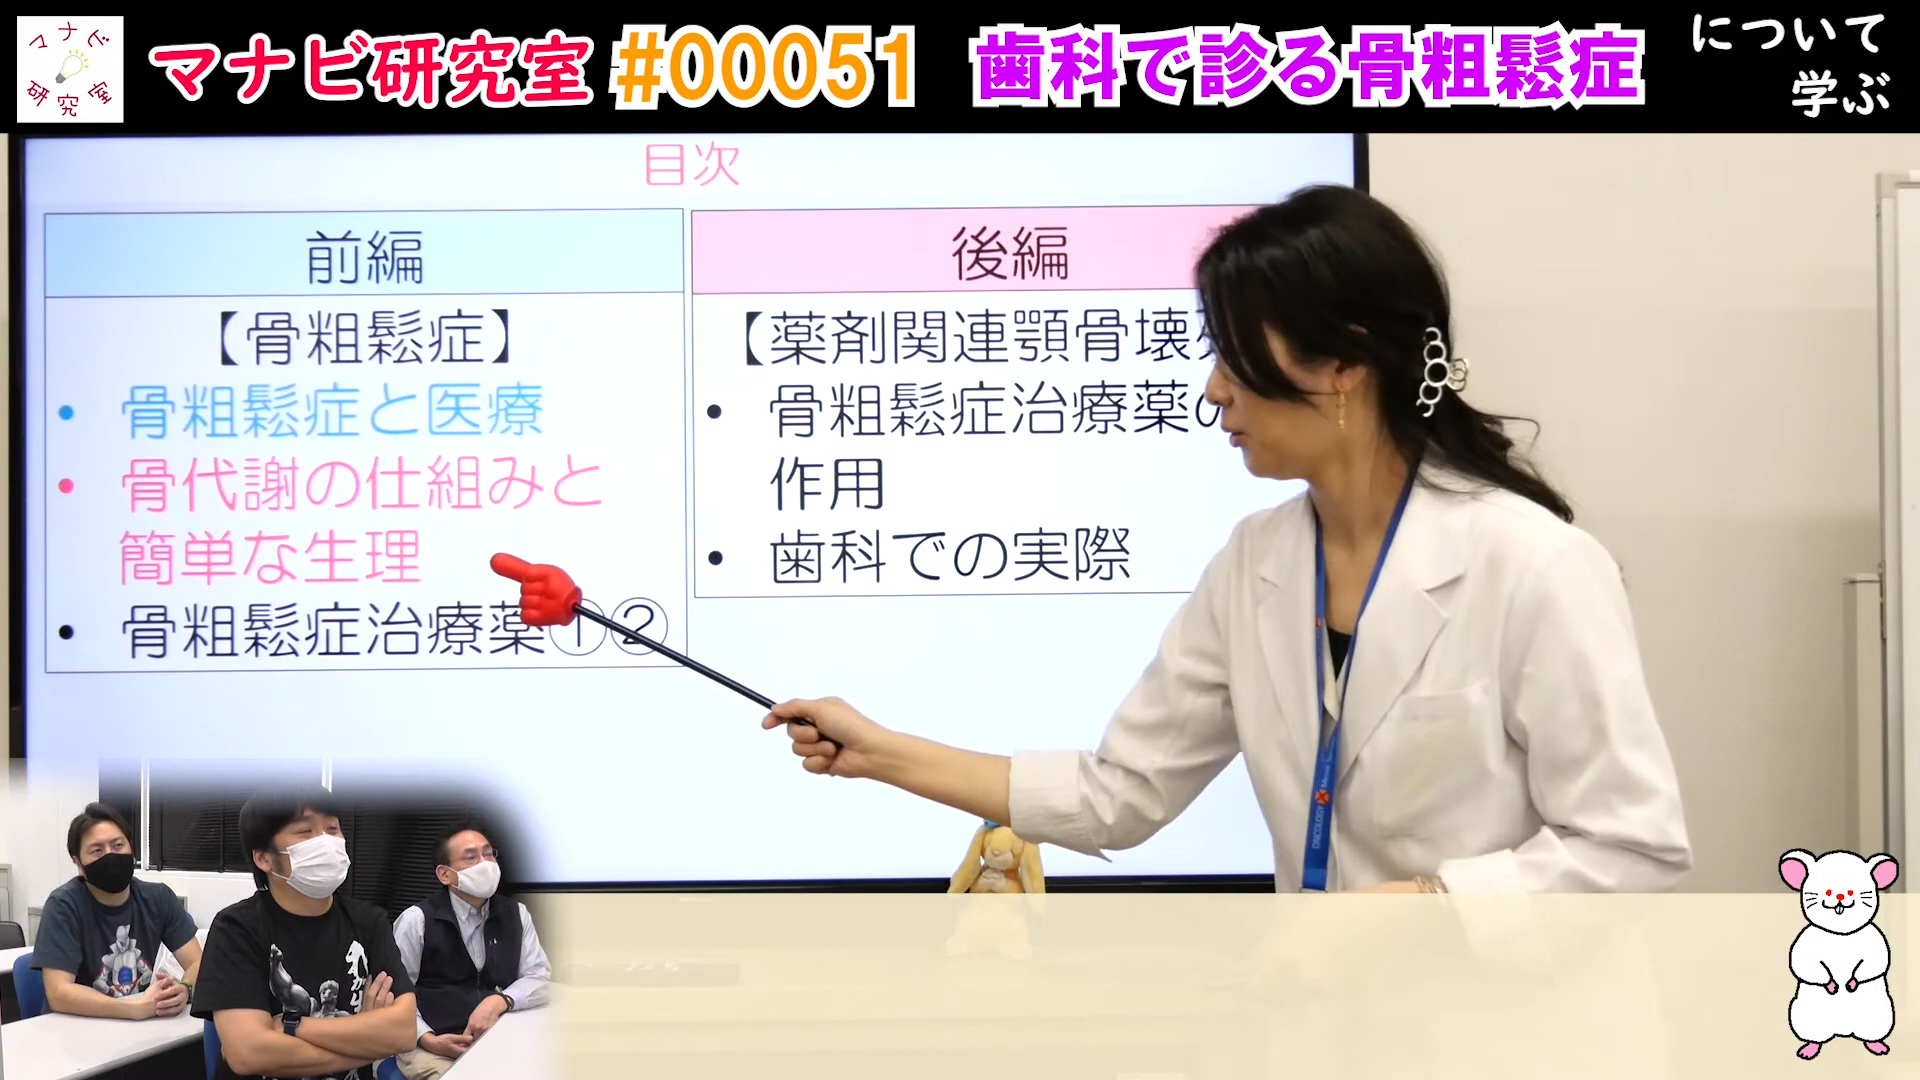 マナビ
研究室
マナビ研究室 #00051 歯科で診る骨粗鬆症
について
学ぶ
目次
前編
【骨粗鬆症】
• 骨粗鬆症と医療
• 骨代謝の仕組みと
簡単な生理
• 骨粗鬆症治療薬①②
後編
【薬剤関連顎骨壊
• 骨粗鬆症治療薬の
作用
• 歯科での実際
ONCOLOGY